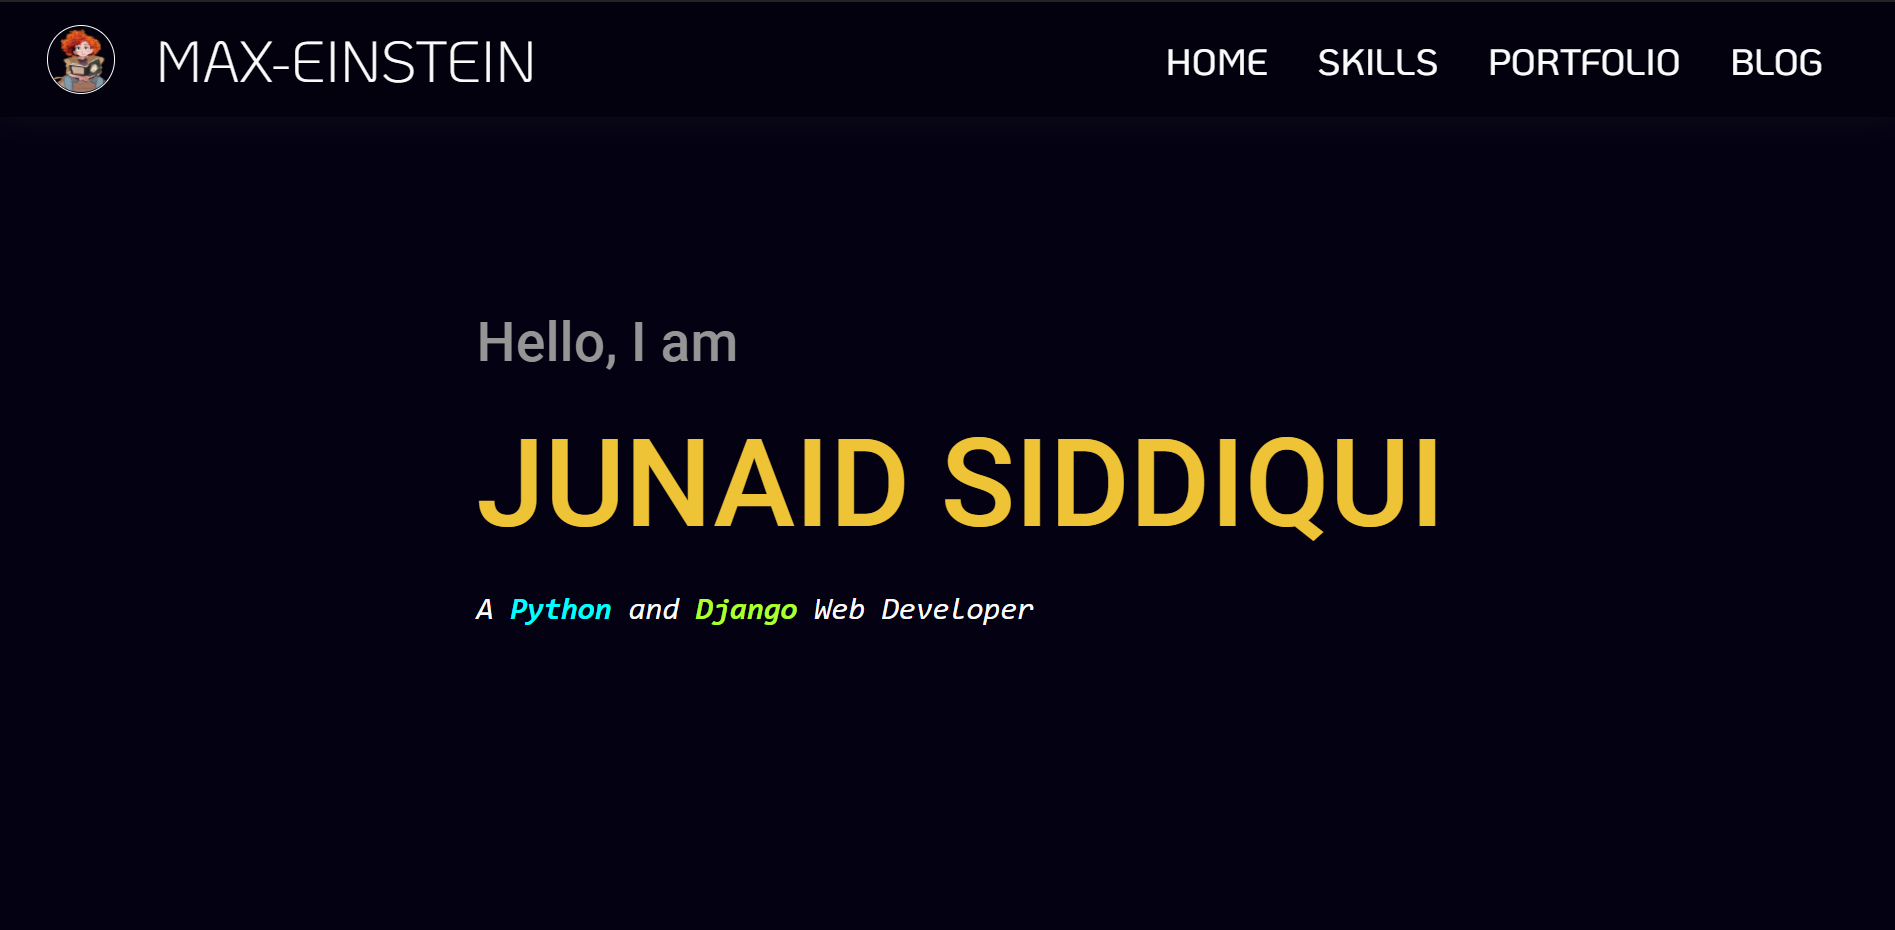 MAX-EINSTEIN
HOME SKILLS PORTFOLIO BLOG
Hello, I am
JUNAID SIDDIQUI
A Python and Django Web Developer